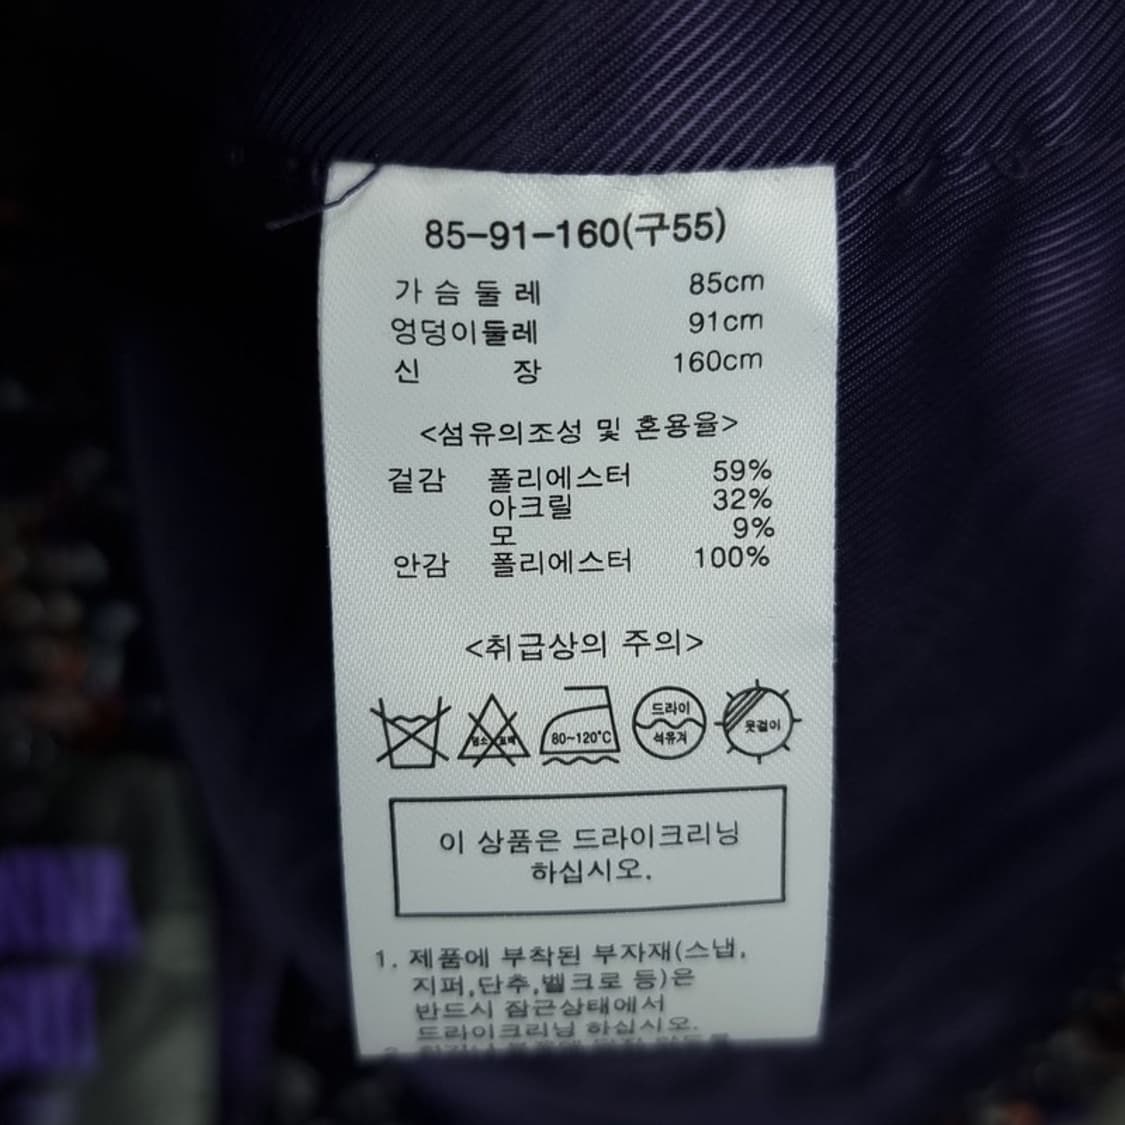 85-91-160(구55)
가슴둘레 85cm
엉덩이둘레 91cm
신장 160cm
<섬유의조성 및 혼용율>
겉감 폴리에스터 59%
아크릴 32%
모 9%
안감 폴리에스터 100%
<취급상의 주의>
80~120°C
드라이
석유계
옷걸이
이 상품은 드라이크리닝
하십시오.
1. 제품에 부착된 부자재(스냅,
지퍼,단추,벨크로 등)은
반드시 잠근상태에서
드라이크리닝 하십시오.